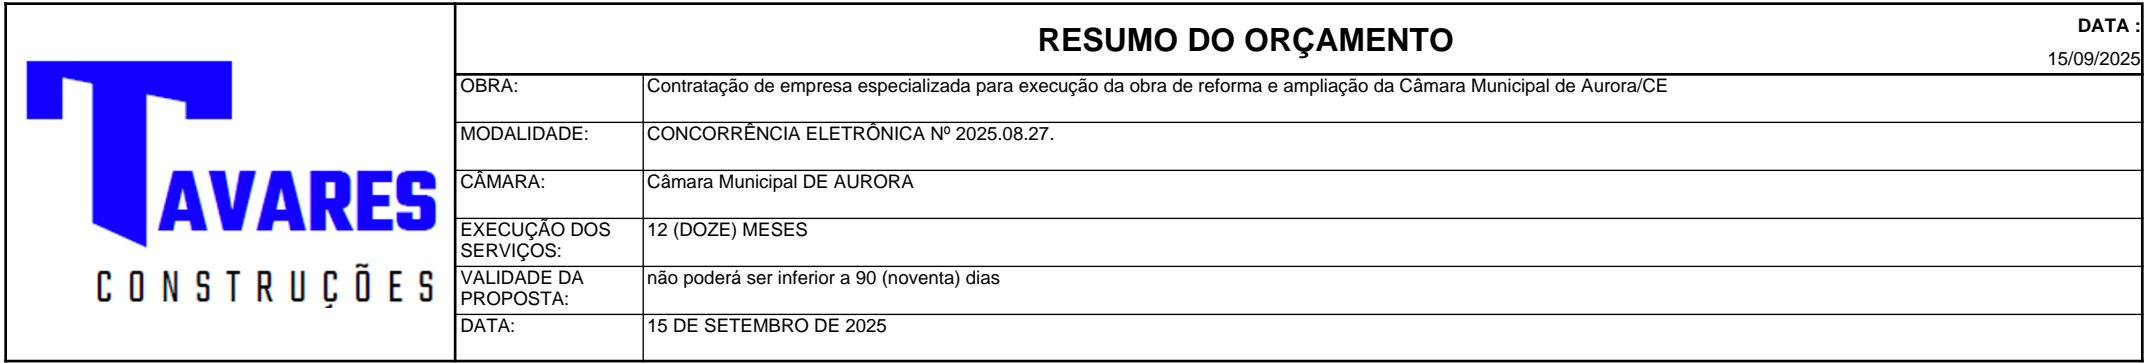 TAVARES
CONSTRUÇÕES
RESUMO DO ORÇAMENTO
DATA :
15/09/2025
OBRA: Contratação de empresa especializada para execução da obra de reforma e ampliação da Câmara Municipal de Aurora/CE
MODALIDADE: CONCORRÊNCIA ELETRÔNICA Nº 2025.08.27.
CÂMARA: Câmara Municipal DE AURORA
EXECUÇÃO DOS SERVIÇOS: 12 (DOZE) MESES
VALIDADE DA PROPOSTA: não poderá ser inferior a 90 (noventa) dias
DATA: 15 DE SETEMBRO DE 2025